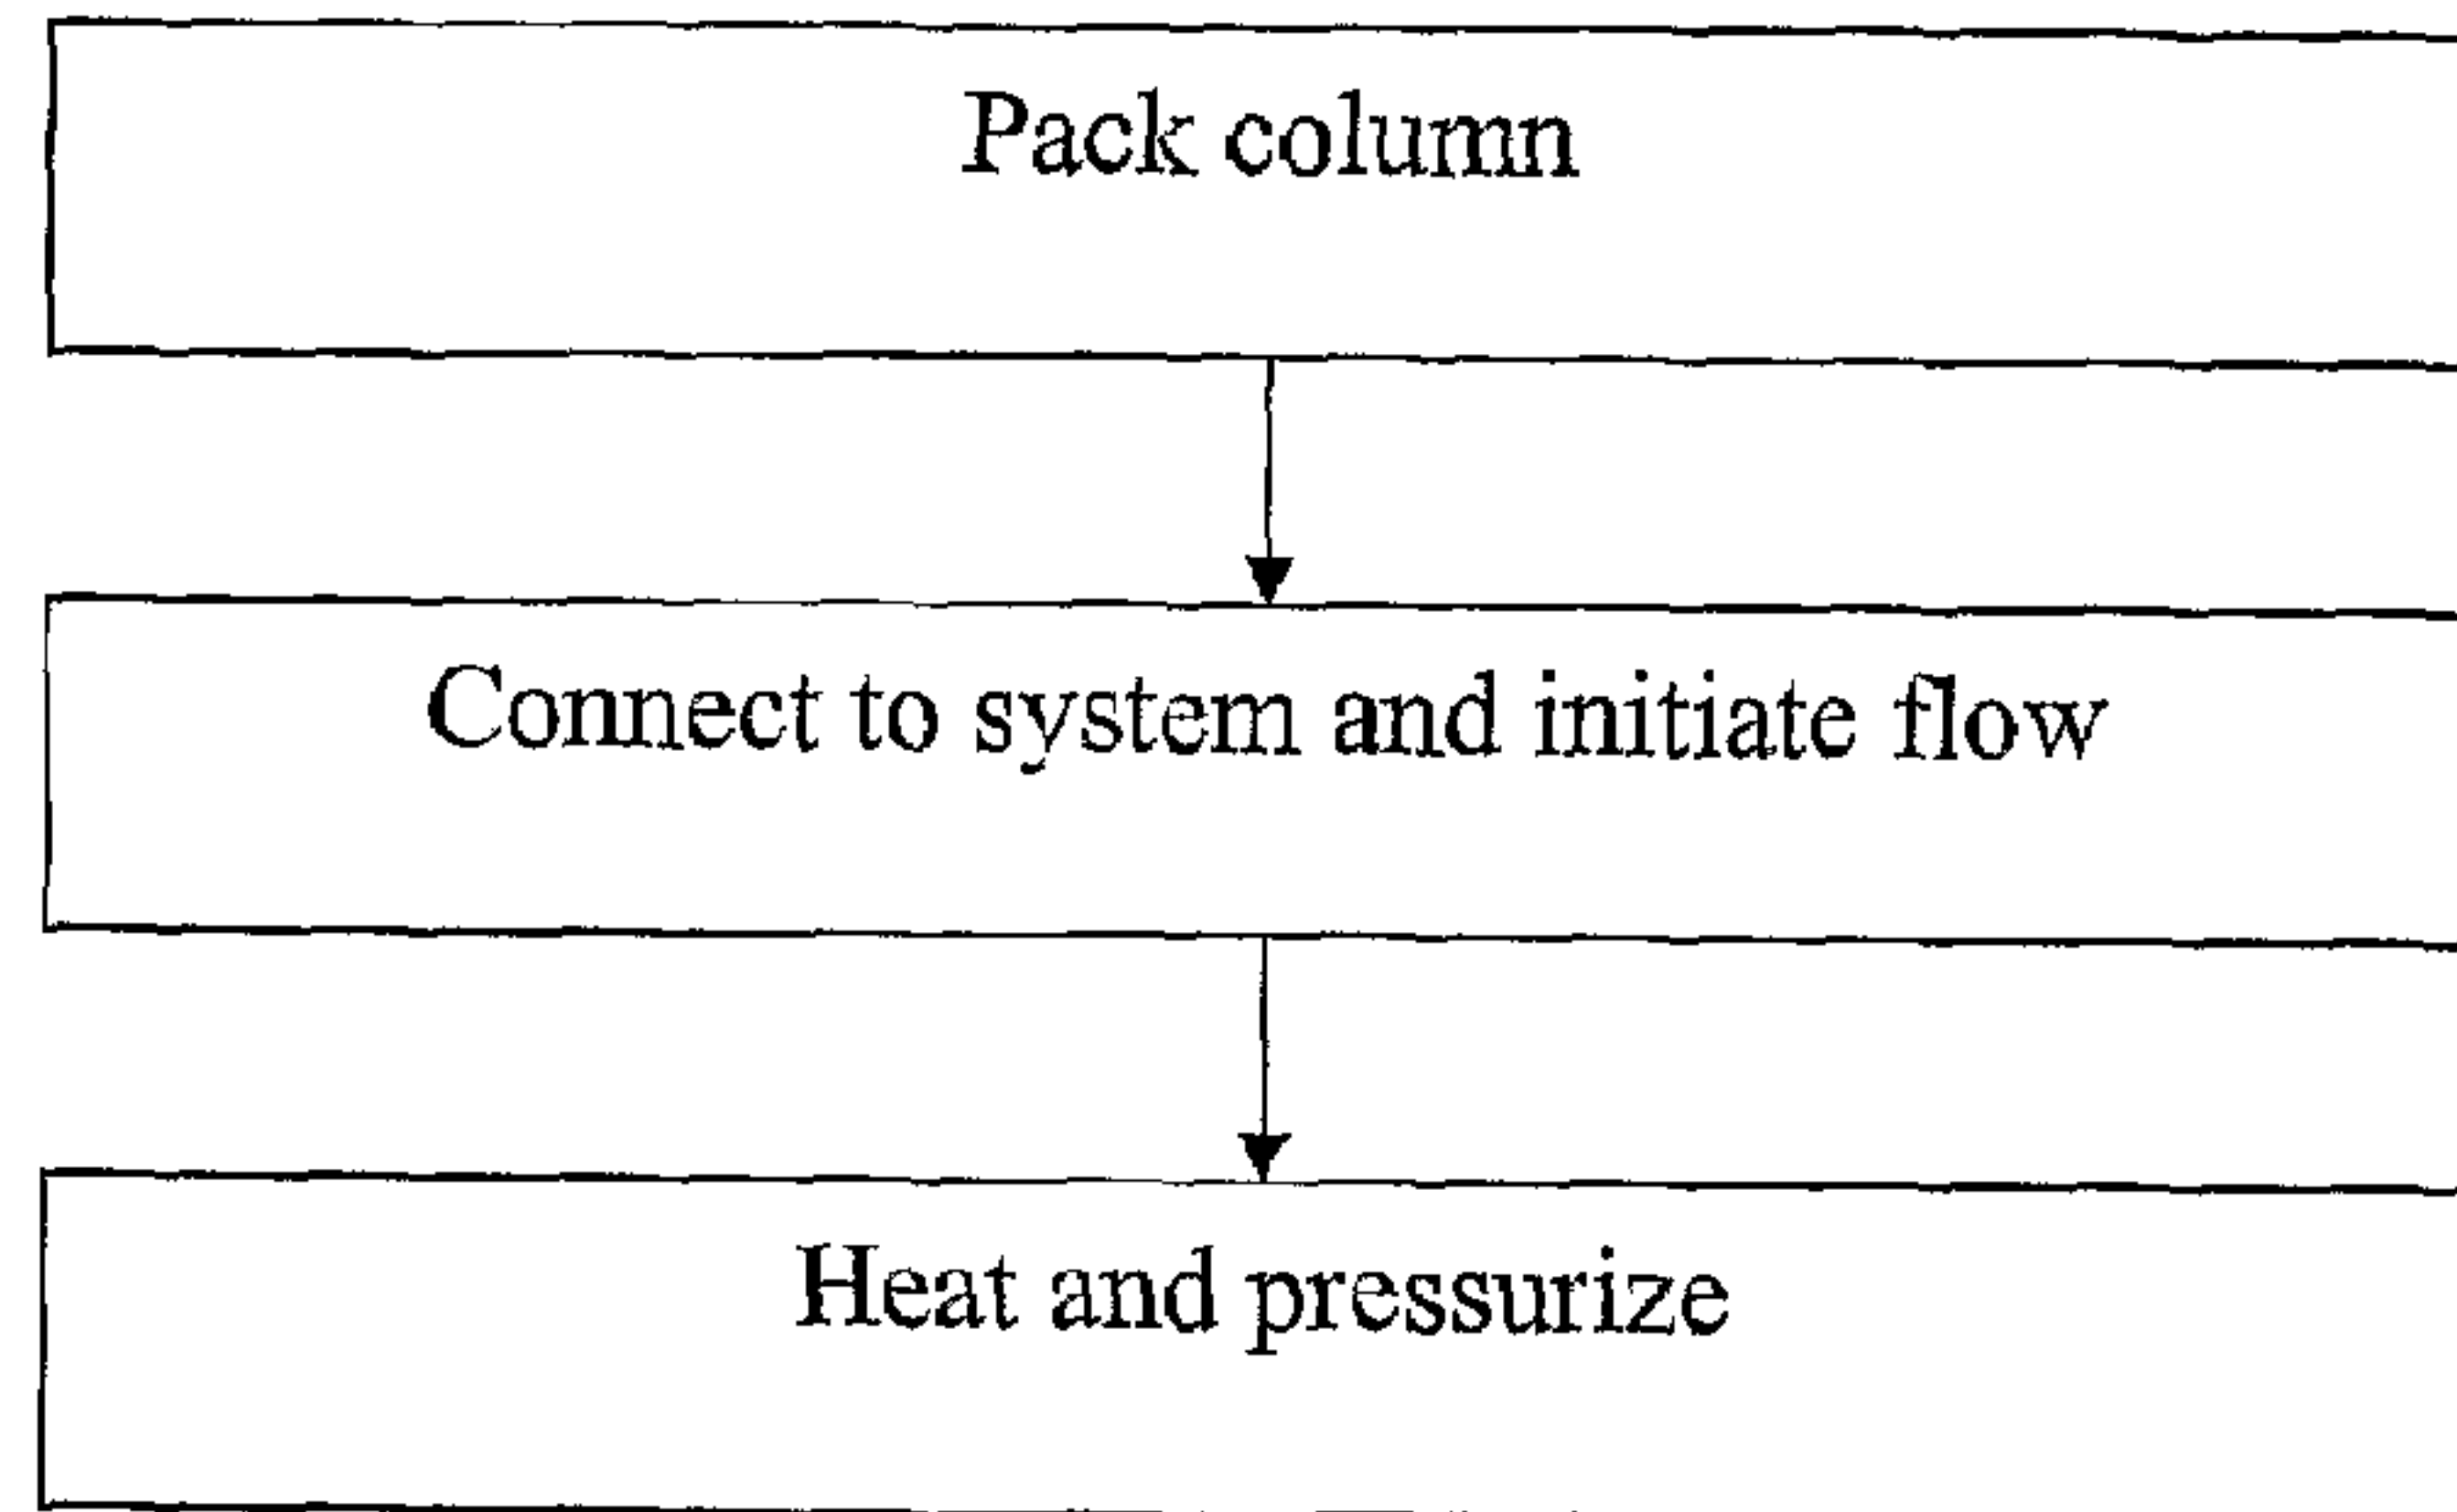 Pack column
Connect to system and initiate flow
Heat and pressurize